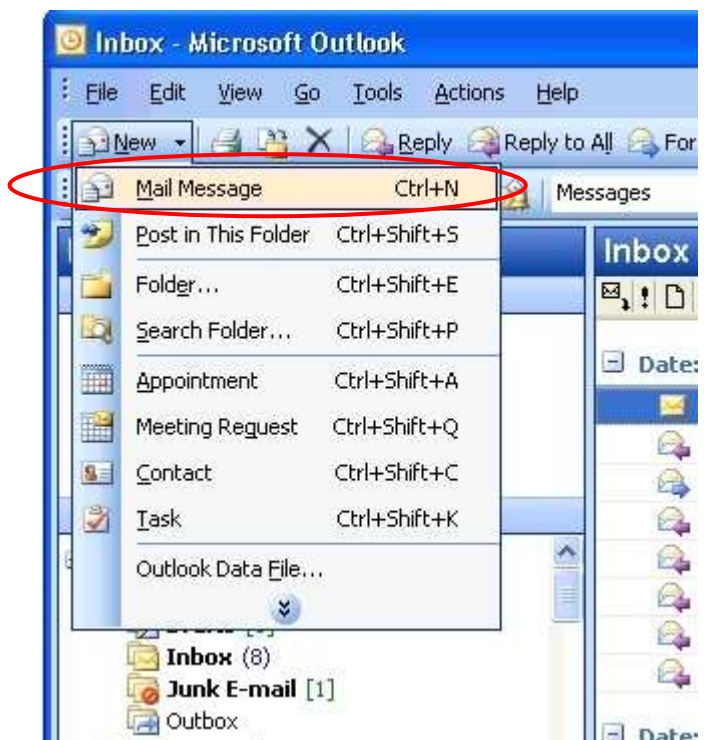 Inbox - Microsoft Outlook
File Edit View Go Tools Actions Help
New Reply Reply to All For
Messages
Mail Message Ctrl+N
Post in This Folder Ctrl+Shift+S
Folder... Ctrl+Shift+E
Search Folder... Ctrl+Shift+P
Appointment Ctrl+Shift+A
Meeting Request Ctrl+Shift+Q
Contact Ctrl+Shift+C
Task Ctrl+Shift+K
Outlook Data File...
Inbox (8)
Junk E-mail [1]
Outbox
Inbox
Date:
Date: